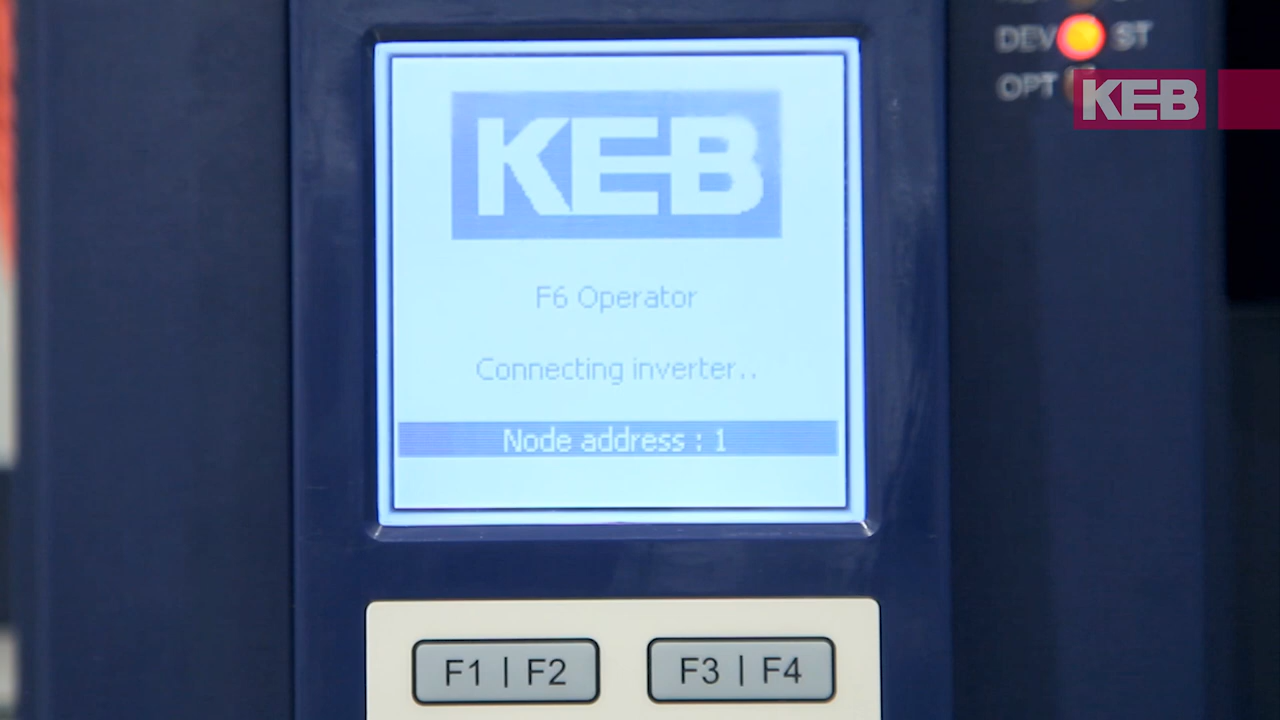 KEB
F6 Operator
Connecting inverter..
Node address : 1
F1 | F2
F3 | F4
DEV ST
OPT
KEB